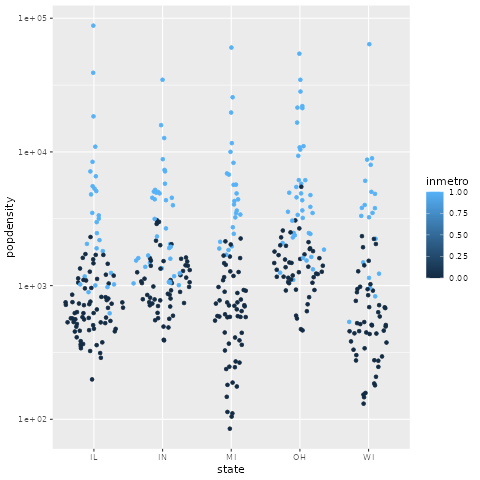 1e+05
1e+04
1e+03
1e+02
popdensity
IL
IN
MI
OH
WI
state
inmetro
1.00
0.75
0.50
0.25
0.00